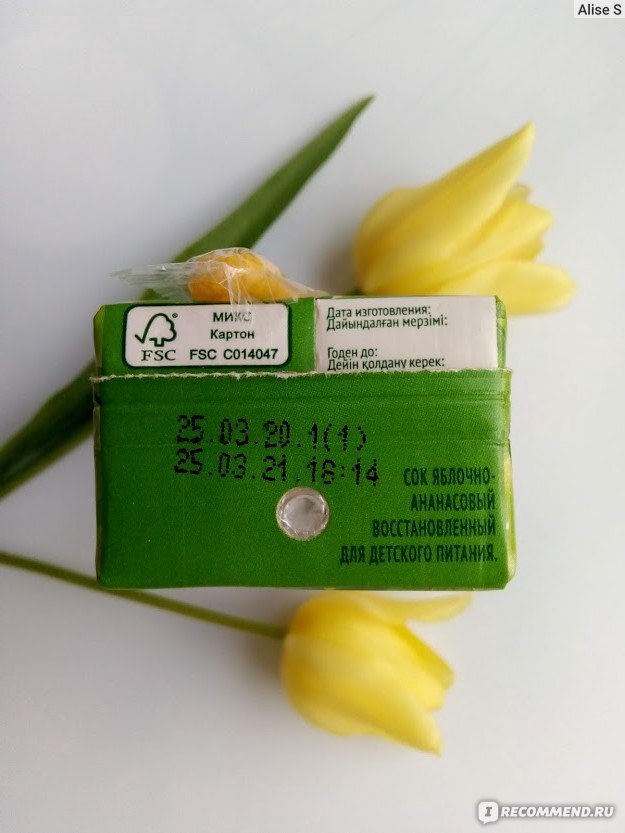 Alise S
МИКС
Картон
FSC
FSC C014047
Дата изготовления:
Дайындалған мерзімі:
Годен до:
Дейін қолдану керек:
25.03.20.1(1)
25.03.21.16:14
СОК ЯБЛОЧНО-
АНАНАСОВЫЙ
ВОССТАНОВЛЕННЫЙ
ДЛЯ ДЕТСКОГО ПИТАНИЯ.
IRECOMMEND.RU